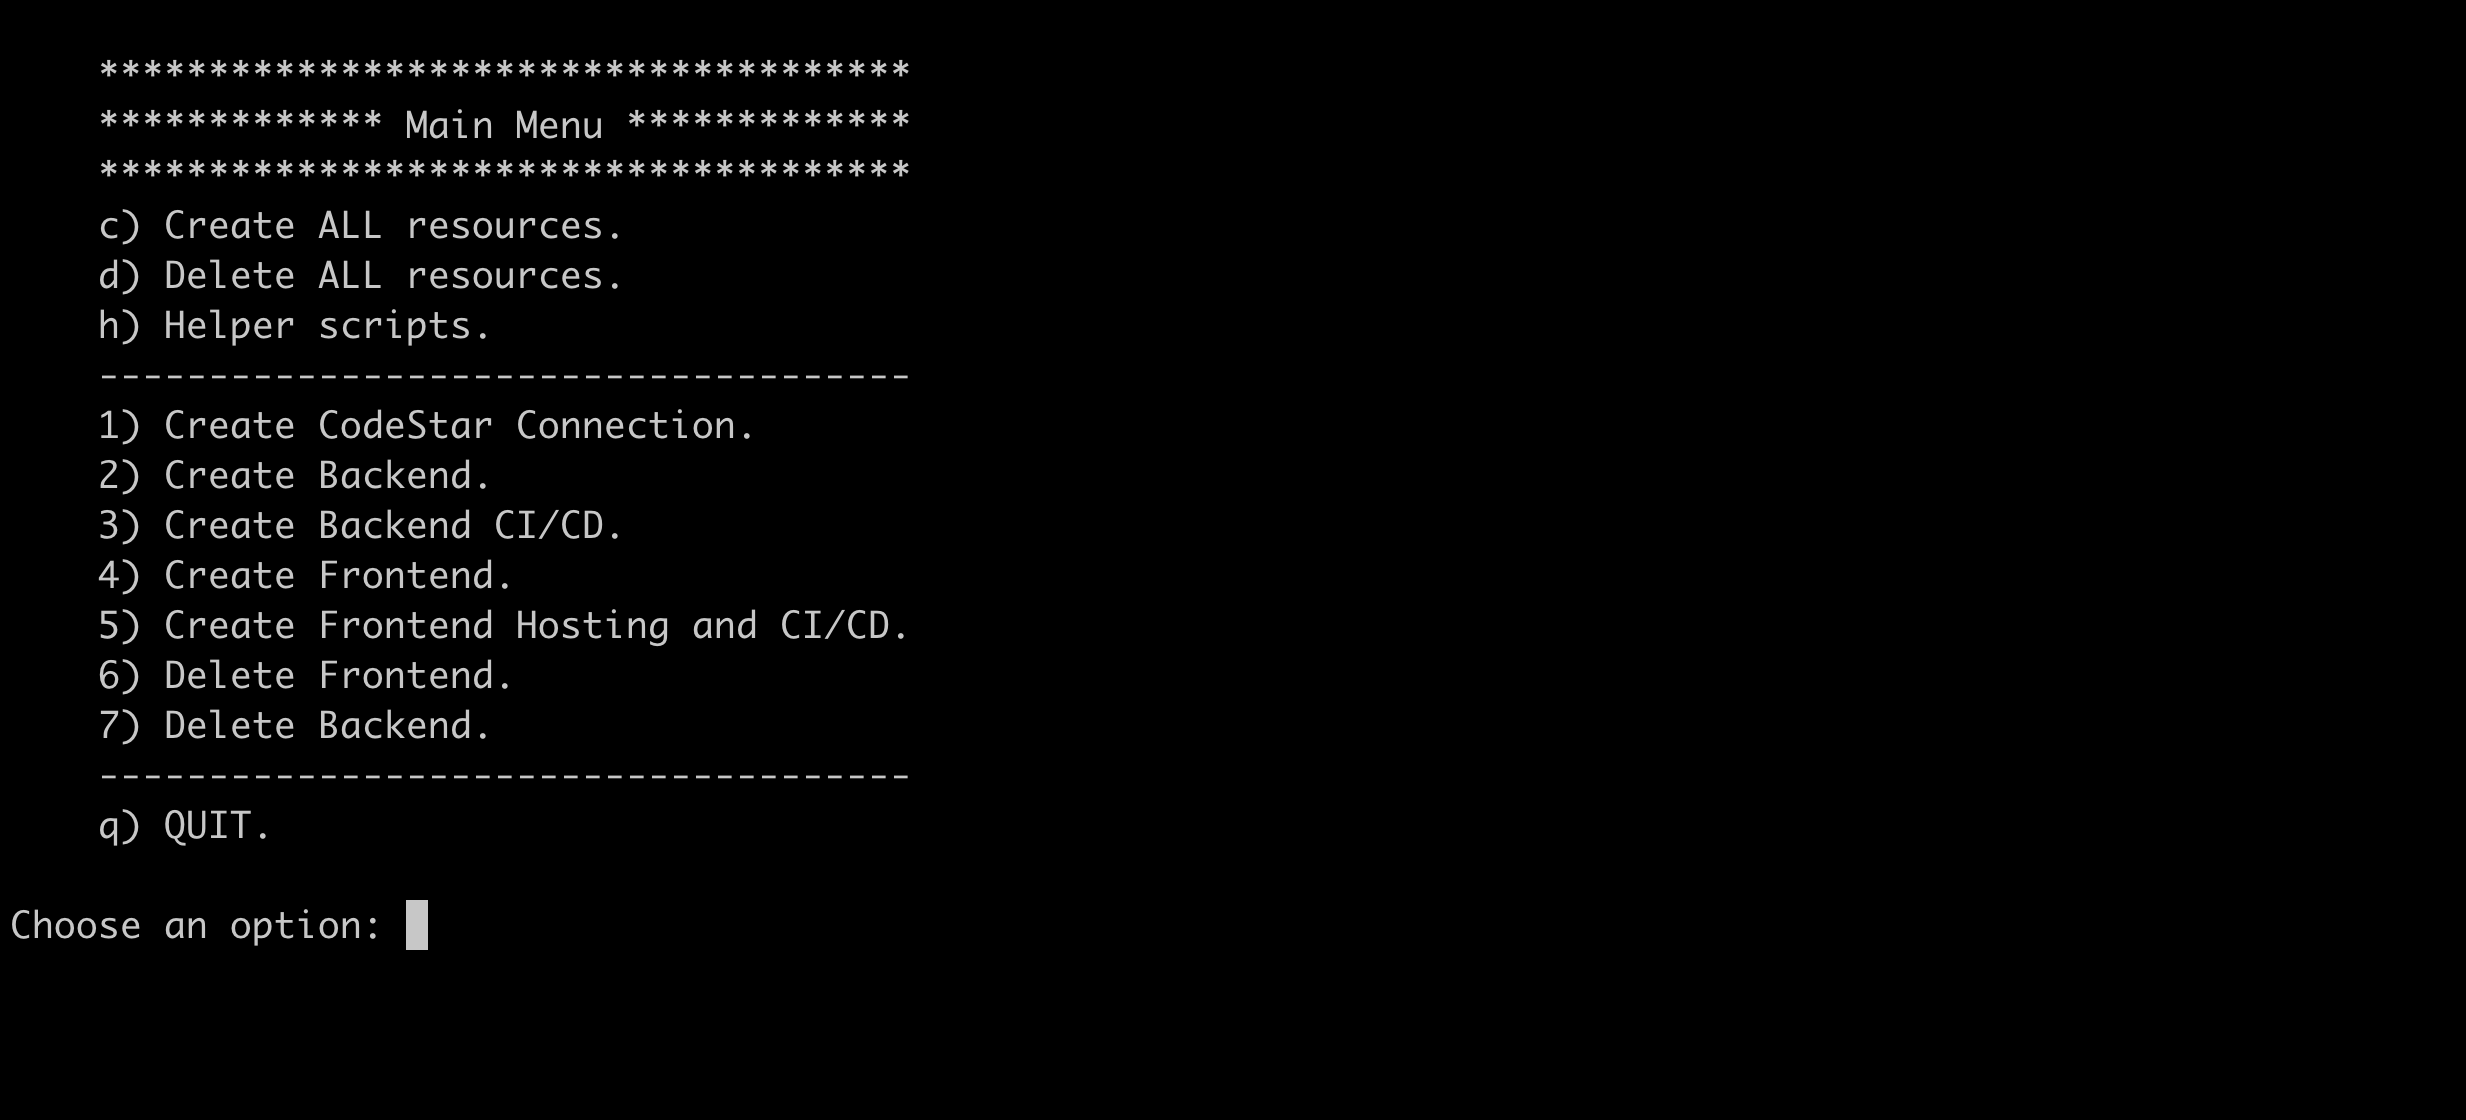 *************************************
************* Main Menu *************
*************************************
c) Create ALL resources.
d) Delete ALL resources.
h) Helper scripts.
-------------------------------------
1) Create CodeStar Connection.
2) Create Backend.
3) Create Backend CI/CD.
4) Create Frontend.
5) Create Frontend Hosting and CI/CD.
6) Delete Frontend.
7) Delete Backend.
-------------------------------------
q) QUIT.
Choose an option: